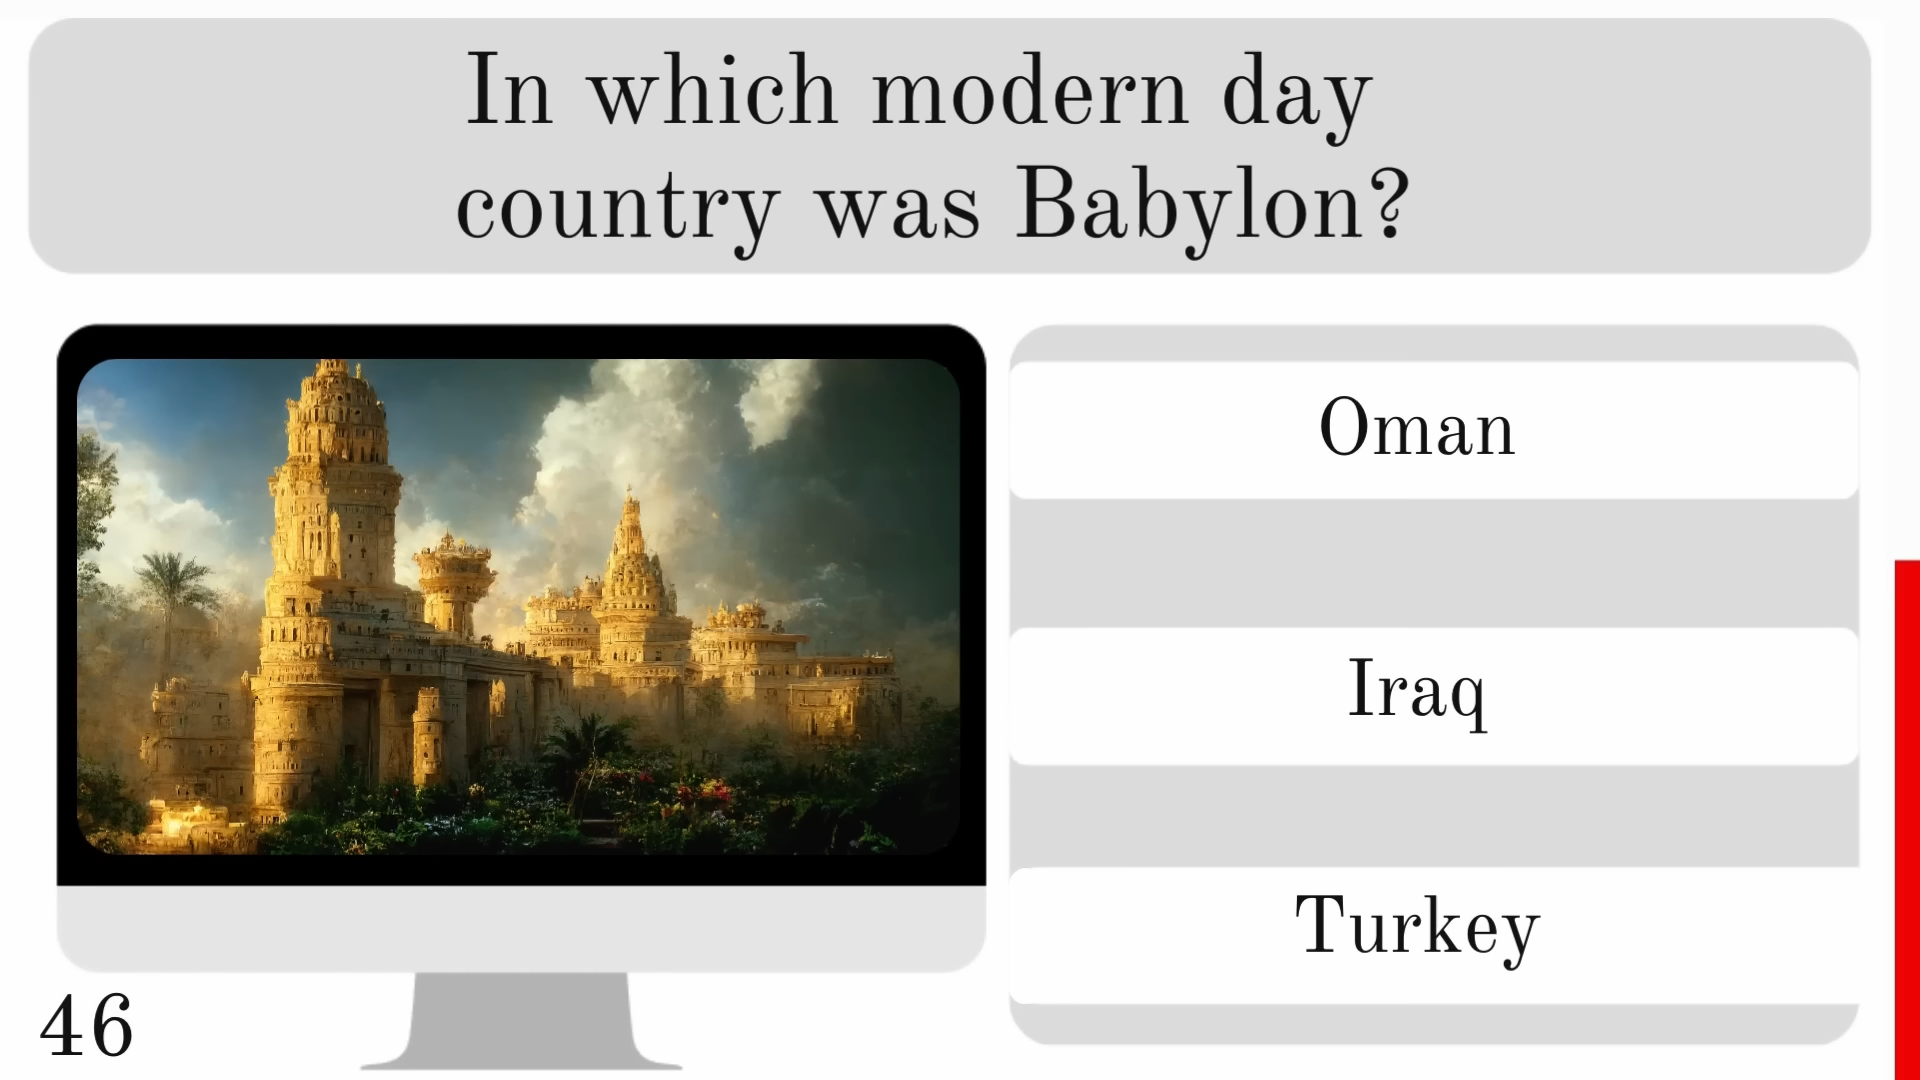 In which modern day
country was Babylon?
Oman
Iraq
Turkey
46